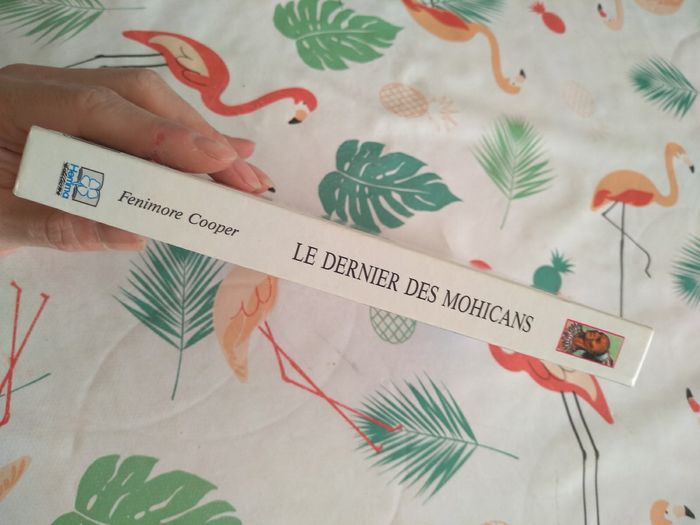 Hemma
Fenimore Cooper
LE DERNIER DES MOHICANS